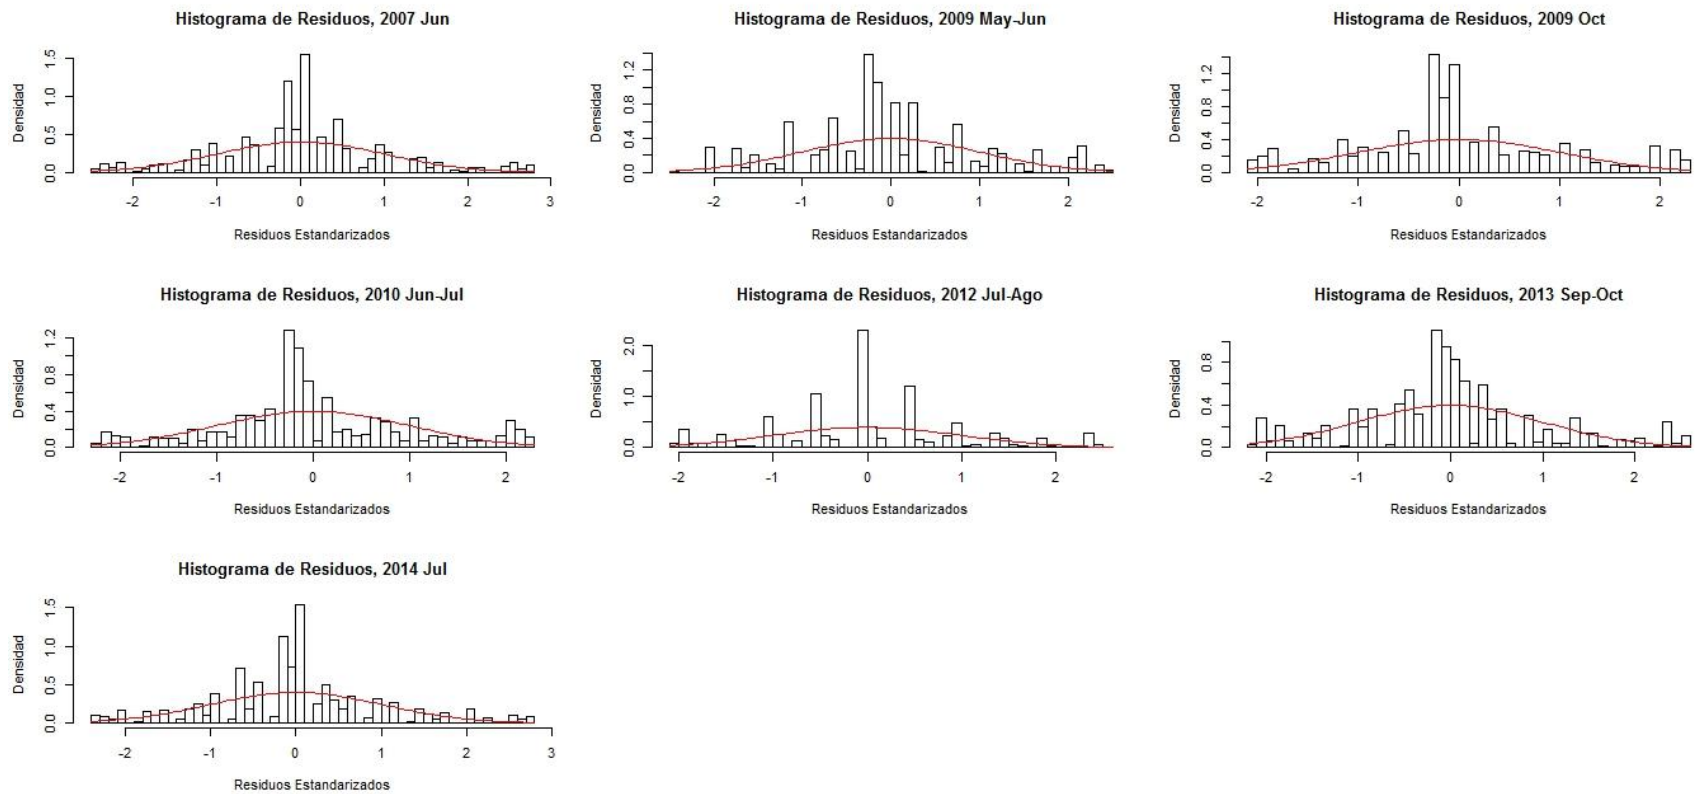 Histograma de Residuos, 2007 Jun
Densidad
0.0 0.5 1.0 1.5
-2 -1 0 1 2 3
Residuos Estandarizados
Histograma de Residuos, 2009 May-Jun
Densidad
0.0 0.4 0.8 1.2
-2 -1 0 1 2
Residuos Estandarizados
Histograma de Residuos, 2009 Oct
Densidad
0.0 0.4 0.8 1.2
-2 -1 0 1 2
Residuos Estandarizados
Histograma de Residuos, 2010 Jun-Jul
Densidad
0.0 0.4 0.8 1.2
-2 -1 0 1 2
Residuos Estandarizados
Histograma de Residuos, 2012 Jul-Ago
Densidad
0.0 1.0 2.0
-2 -1 0 1 2
Residuos Estandarizados
Histograma de Residuos, 2013 Sep-Oct
Densidad
0.0 0.4 0.8
-2 -1 0 1 2
Residuos Estandarizados
Histograma de Residuos, 2014 Jul
Densidad
0.0 0.5 1.0 1.5
-2 -1 0 1 2 3
Residuos Estandarizados